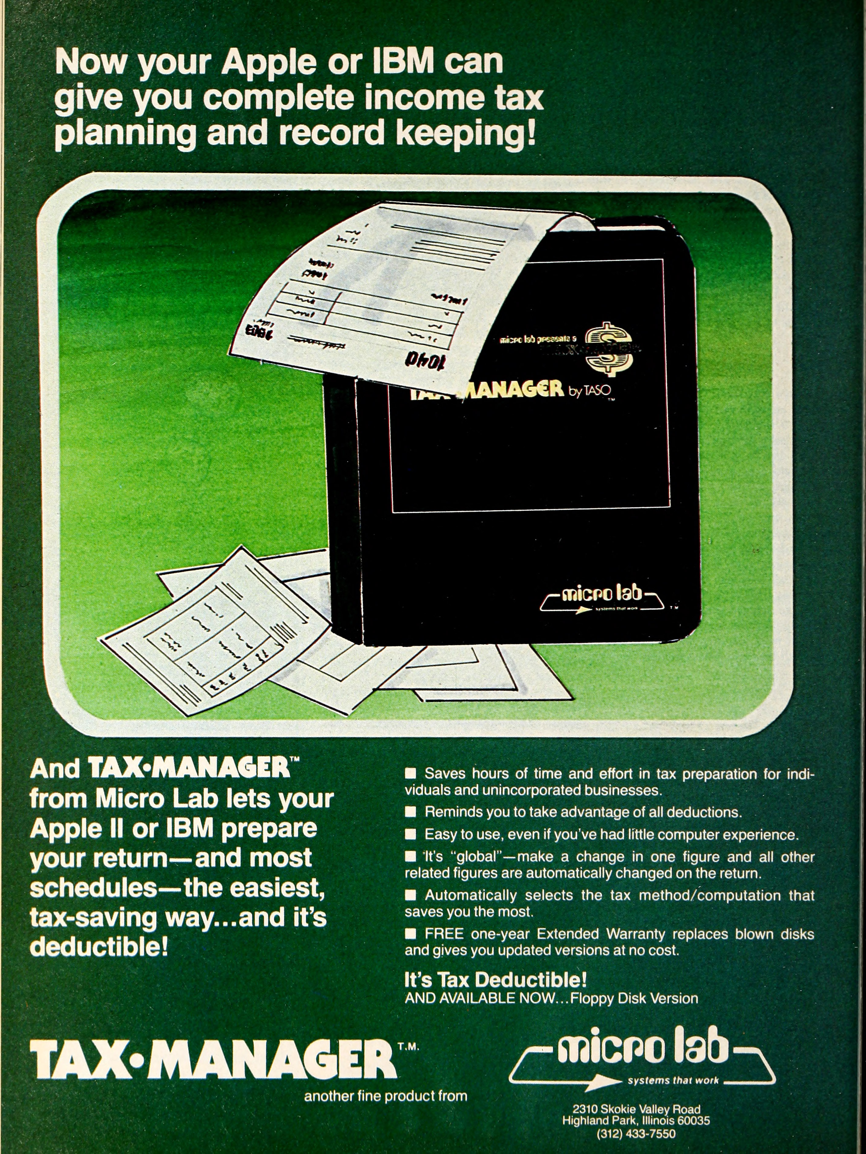 Now your Apple or IBM can
give you complete income tax
planning and record keeping!
1040
micro lab presents
$
TAX•MANAGER by TASO
TM
micro lab
systems that work
TM
And TAX•MANAGER™
from Micro Lab lets your
Apple II or IBM prepare
your return—and most
schedules—the easiest,
tax-saving way...and it's
deductible!
■ Saves hours of time and effort in tax preparation for indi-
viduals and unincorporated businesses.
■ Reminds you to take advantage of all deductions.
■ Easy to use, even if you've had little computer experience.
■ It's “global”—make a change in one figure and all other
related figures are automatically changed on the return.
■ Automatically selects the tax method/computation that
saves you the most.
■ FREE one-year Extended Warranty replaces blown disks
and gives you updated versions at no cost.
It's Tax Deductible!
AND AVAILABLE NOW...Floppy Disk Version
TAX•MANAGER T.M.
another fine product from
micro lab
systems that work
2310 Skokie Valley Road
Highland Park, Illinois 60035
(312) 433-7550